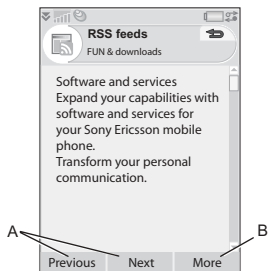 RSS feeds
FUN & downloads
Software and services
Expand your capabilities with
software and services for
your Sony Ericsson mobile
phone.
Transform your personal
communication.
A
B
Previous Next More